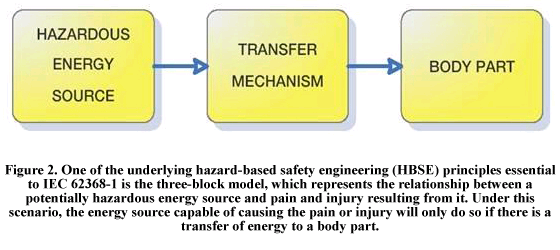 HAZARDOUS
ENERGY
SOURCE
TRANSFER
MECHANISM
BODY PART
Figure 2. One of the underlying hazard-based safety engineering (HBSE) principles essential
to IEC 62368-1 is the three-block model, which represents the relationship between a
potentially hazardous energy source and pain and injury resulting from it. Under this
scenario, the energy source capable of causing the pain or injury will only do so if there is a
transfer of energy to a body part.